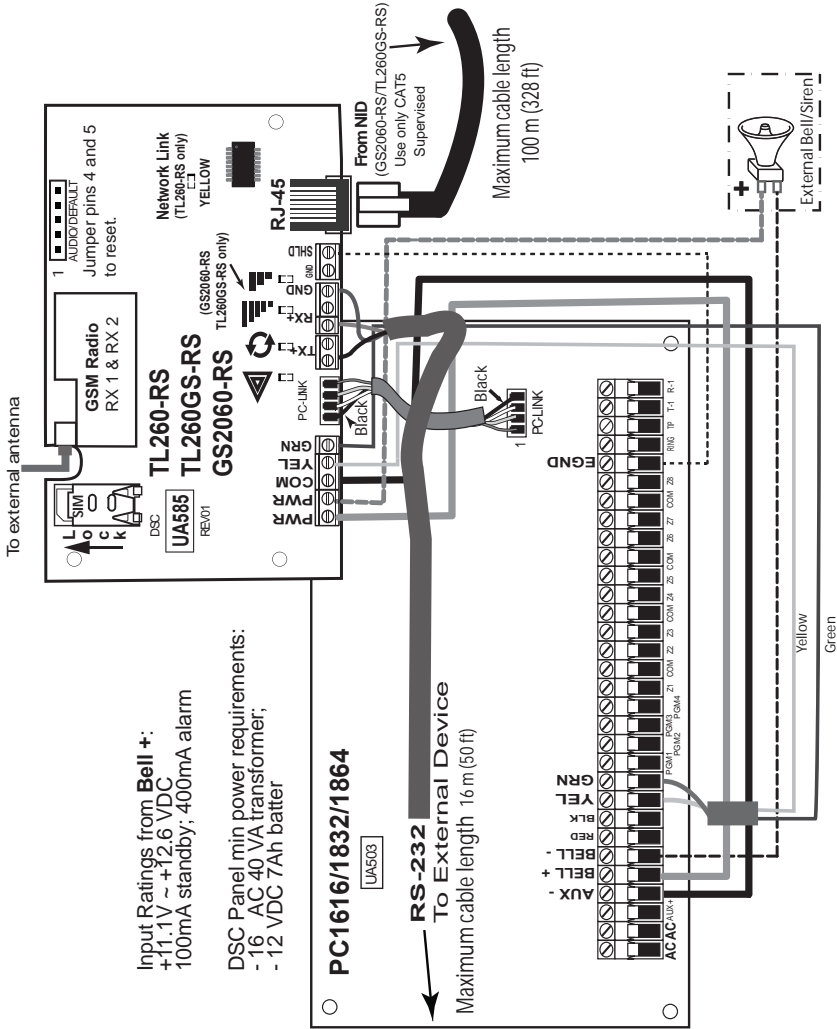 To external antenna
SIM
Lock
DSC
UA585
REV01
GSM Radio
RX 1 & RX 2
1
AUDIO/DEFAULT
Jumper pins 4 and 5
to reset.
TL260-RS
TL260GS-RS
GS2060-RS
Network Link
(TL260-RS only)
YELLOW
(GS2060-RS
TL260GS-RS only)
RJ-45
From NID
(GS2060-RS/TL260GS-RS)
Use only CAT5
Supervised
Maximum cable length
100 m (328 ft)
PWR
PWR
COM
YEL
GRN
PC-LINK
TX+
RX+
GND
GND
SHLD
Black
Black
1
PC-LINK
Input Ratings from Bell +:
+11.1V ~ +12.6 VDC
100mA standby; 400mA alarm
DSC Panel min power requirements:
- 16 AC 40 VA transformer;
- 12 VDC 7Ah batter
PC1616/1832/1864
UA503
RS-232
To External Device
Maximum cable length 16 m (50 ft)
AC
AC
AUX+
AUX -
BELL +
BELL -
RED
BLK
YEL
GRN
PGM1
PGM2
PGM3
PGM4
Z1
COM
Z2
Z3
COM
Z4
Z5
COM
Z6
Z7
COM
Z8
EGND
RING
TP
T-1
R-1
+
External Bell/Siren
Yellow
Green